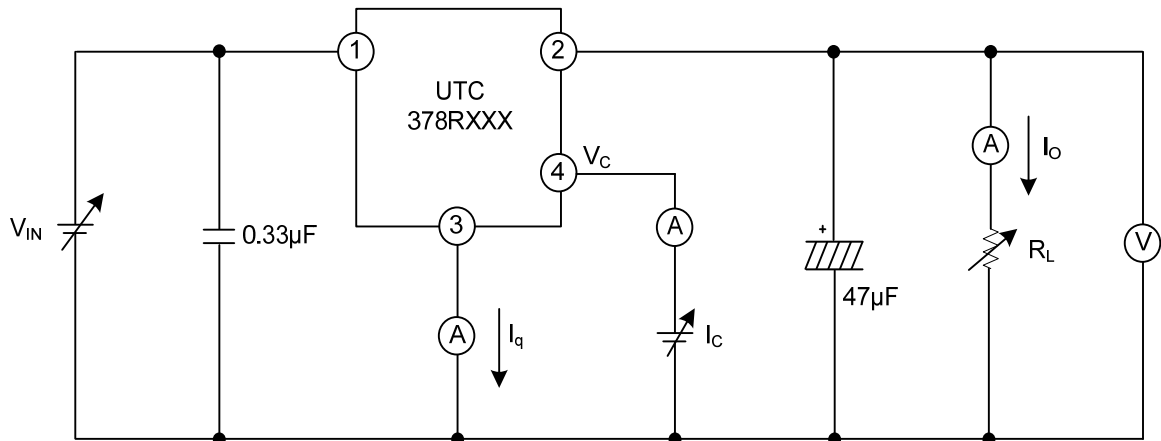 1
2
UTC
378RXXX
4
V_C
3
A
I_O
V_IN
0.33µF
A
+
47µF
R_L
V
A
I_q
I_C